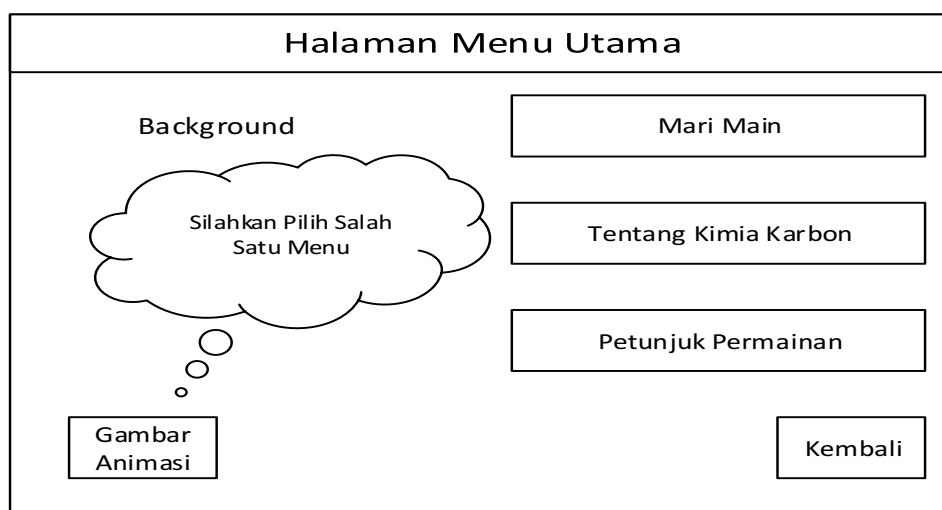 Halaman Menu Utama
Background
Silahkan Pilih Salah
Satu Menu
Gambar
Animasi
Mari Main
Tentang Kimia Karbon
Petunjuk Permainan
Kembali